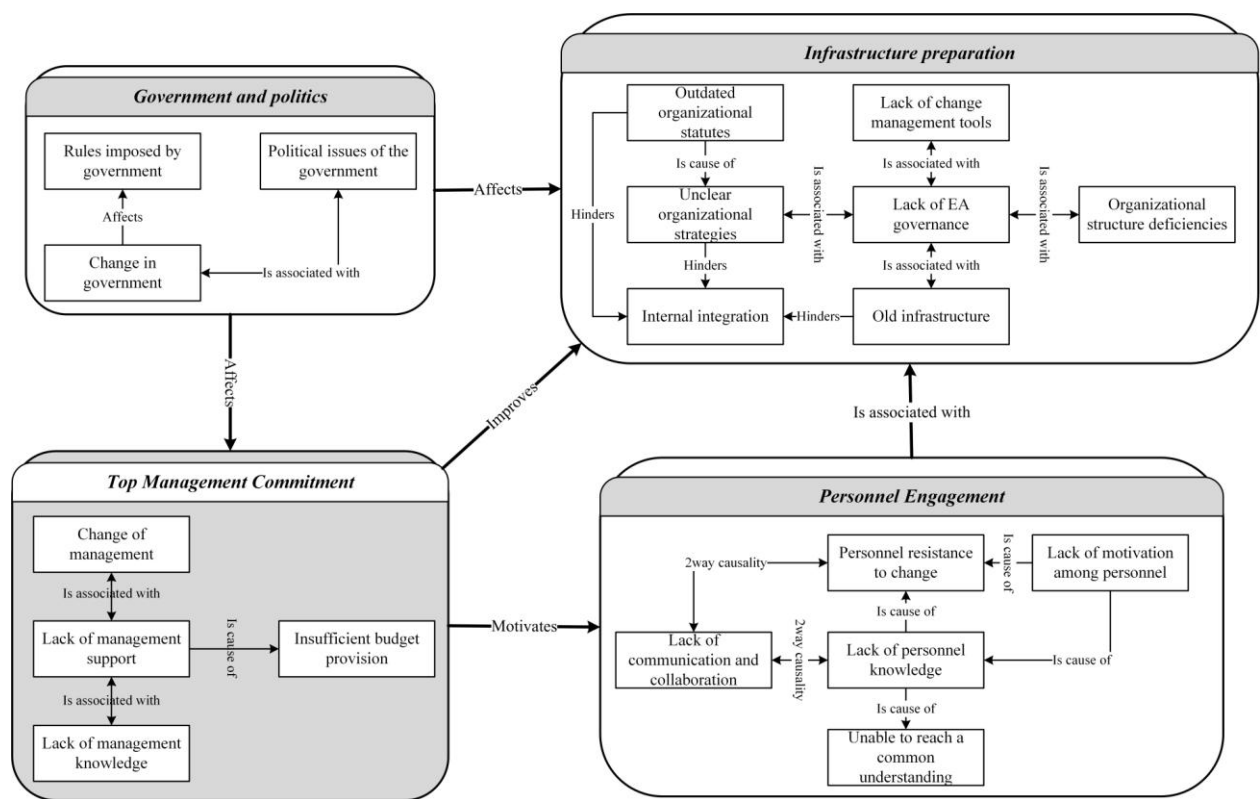 Government and politics
Rules imposed by
government
Political issues of the
government
Affects
Change in
government
Is associated with
Affects
Infrastructure preparation
Outdated
organizational
statutes
Lack of change
management tools
Is cause of
Is associated with
Hinders
Unclear
organizational
strategies
Is associated with
Lack of EA
governance
Is associated with
Organizational
structure deficiencies
Hinders
Is associated with
Internal integration
Hinders
Old infrastructure
Affects
Improves
Is associated with
Top Management Commitment
Change of
management
Is associated with
Lack of management
support
Is cause of
Insufficient budget
provision
Is associated with
Lack of management
knowledge
Motivates
Personnel Engagement
2way causality
Personnel resistance
to change
Is cause of
Lack of motivation
among personnel
Is cause of
Lack of
communication and
collaboration
2way causality
Lack of personnel
knowledge
Is cause of
Is cause of
Unable to reach a
common
understanding